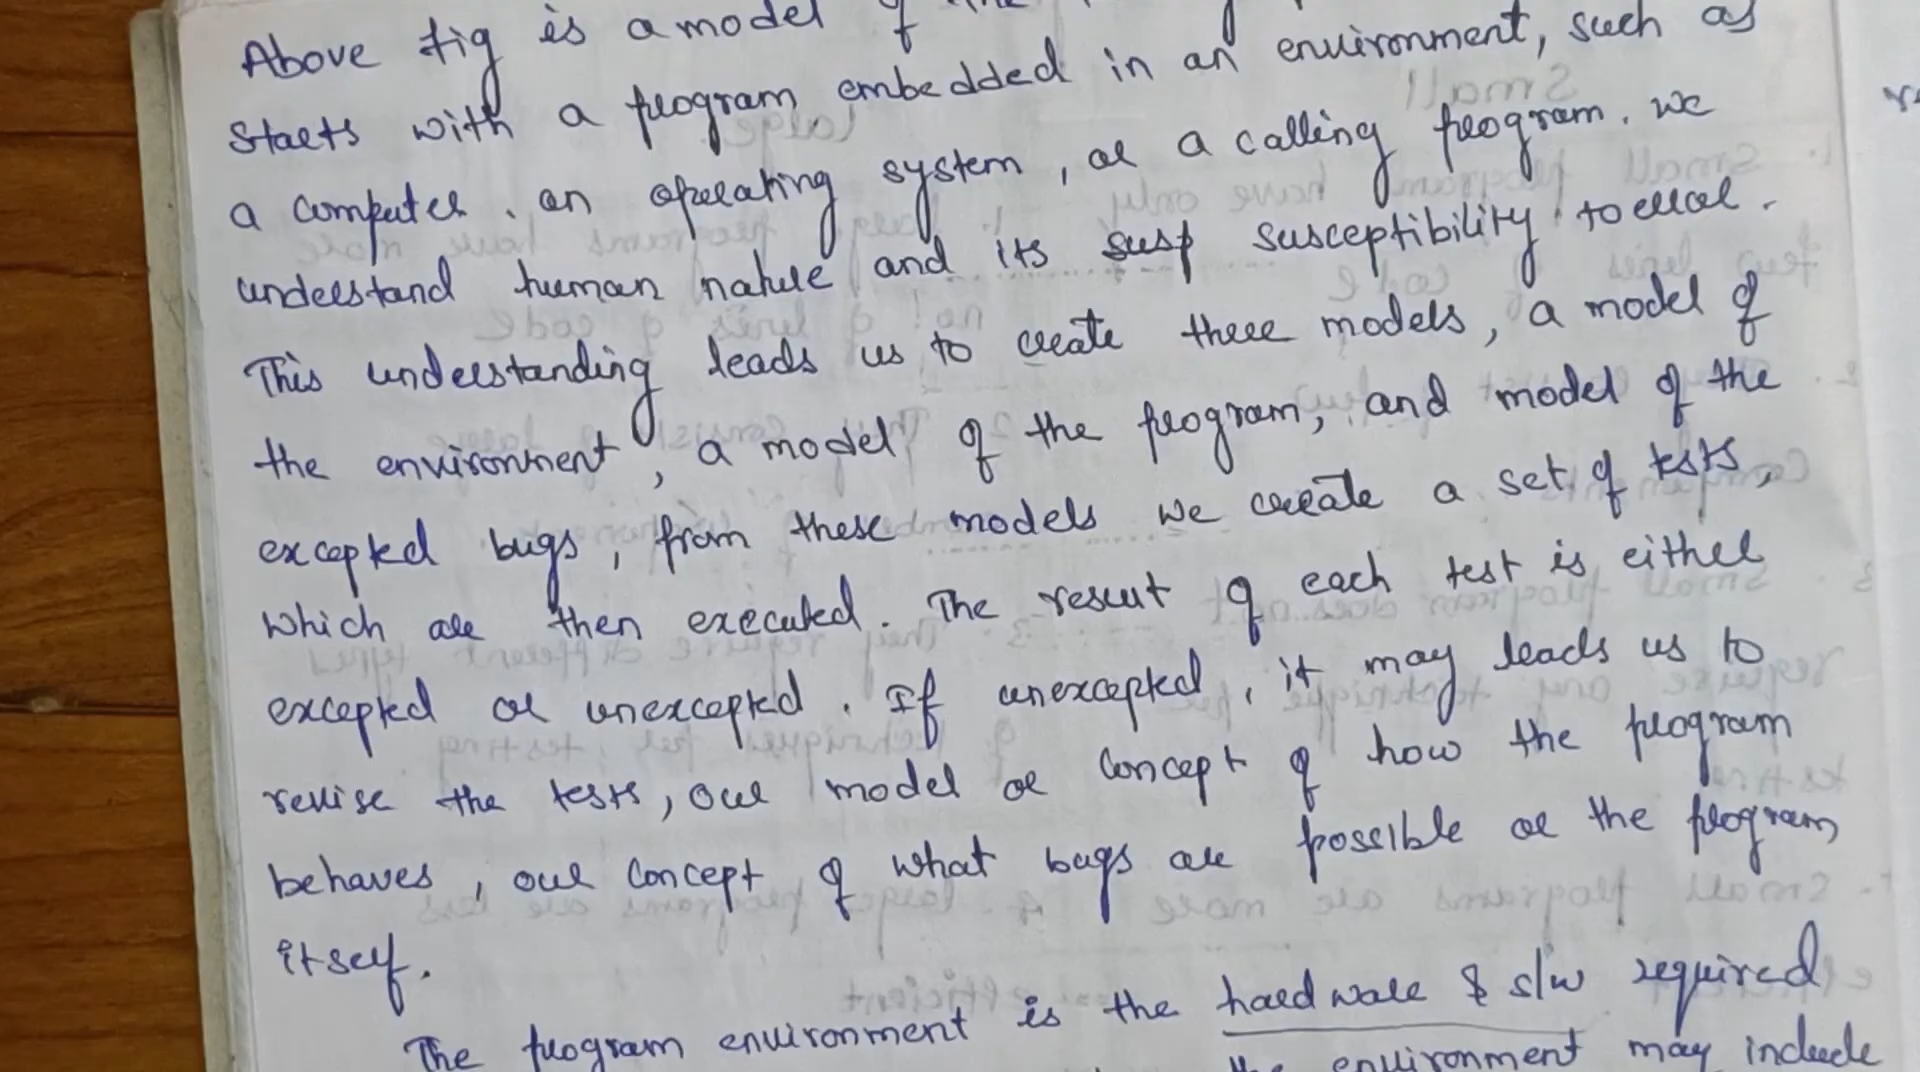 Above fig is a model of the
starts with a program embedded in an environment, such as
a computer, an operating system, or a calling program. we
understand human nature and its susp susceptibility to error.
This understanding leads us to create three models, a model of
the environment, a model of the program, and model of the
excepted bugs, from these models we create a set of tests,
which are then executed. The result of each test is either
excepted or unexcepted. If unexcepted, it may leads us to
revise the tests, our model or concept of how the program
behaves, our concept of what bugs are possible or the program
itself.
The program environment is the hardware & s/w required
the environment may include